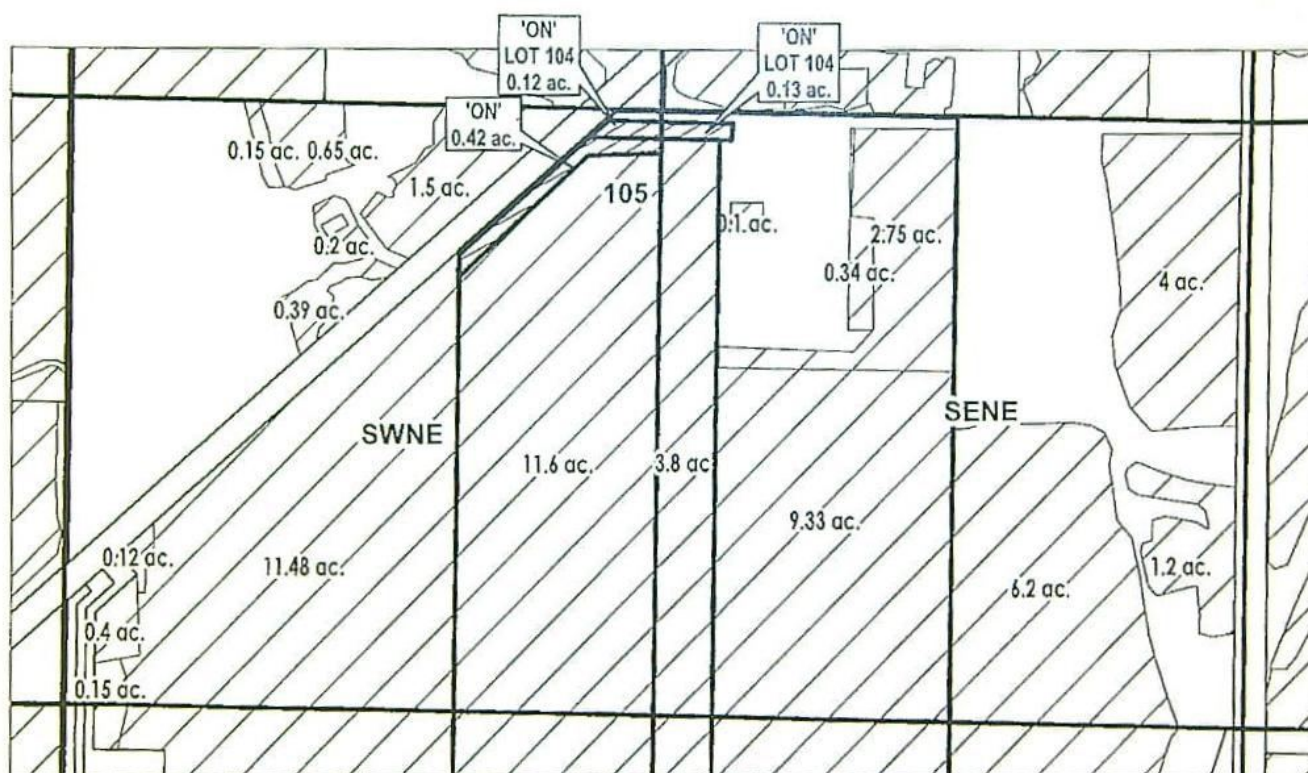 'ON'
LOT 104
0.12 ac.
'ON'
LOT 104
0.13 ac.
'ON'
0.42 ac.
0.15 ac.
0.65 ac.
1.5 ac.
105
0.2 ac.
0.1 ac.
2.75 ac.
0.34 ac.
4 ac.
0.39 ac.
SWNE
SENE
11.6 ac.
3.8 ac
9.33 ac.
0.12 ac.
11.48 ac.
6.2 ac.
1.2 ac.
0.4 ac.
0.15 ac.